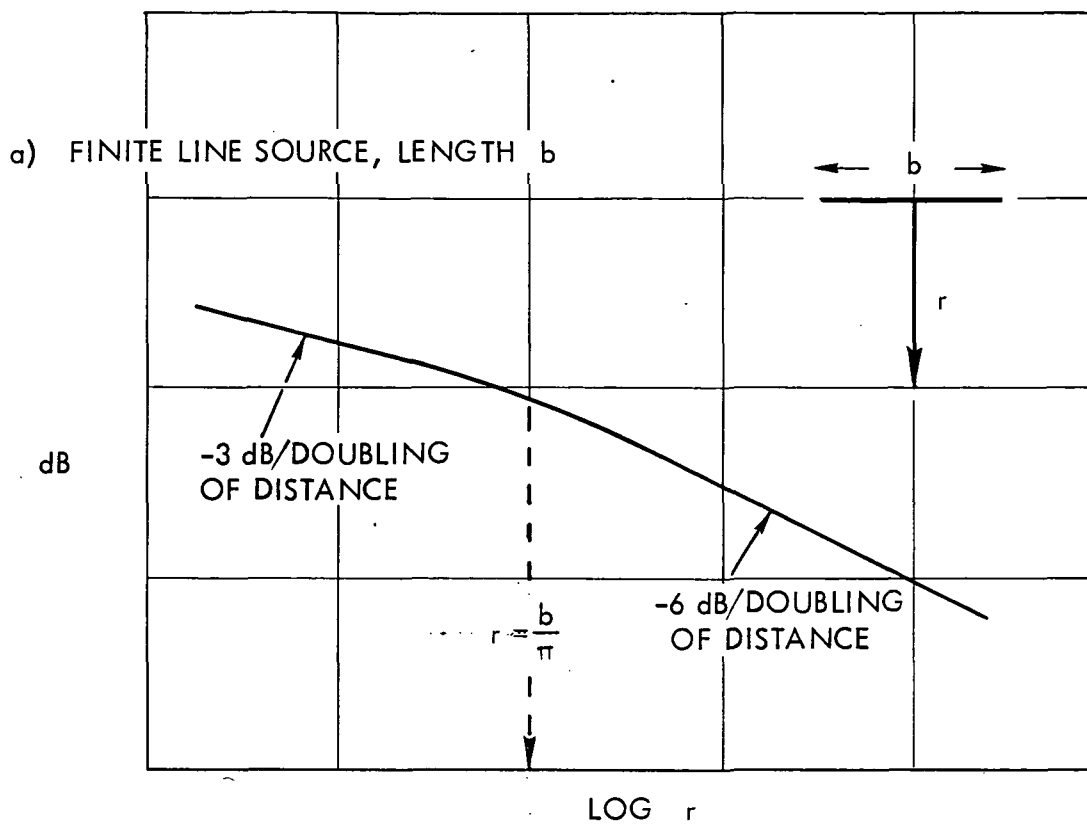 a) FINITE LINE SOURCE, LENGTH b
b
r
-3 dB/DOUBLING
OF DISTANCE
dB
-6 dB/DOUBLING
OF DISTANCE
r = b/π
LOG r